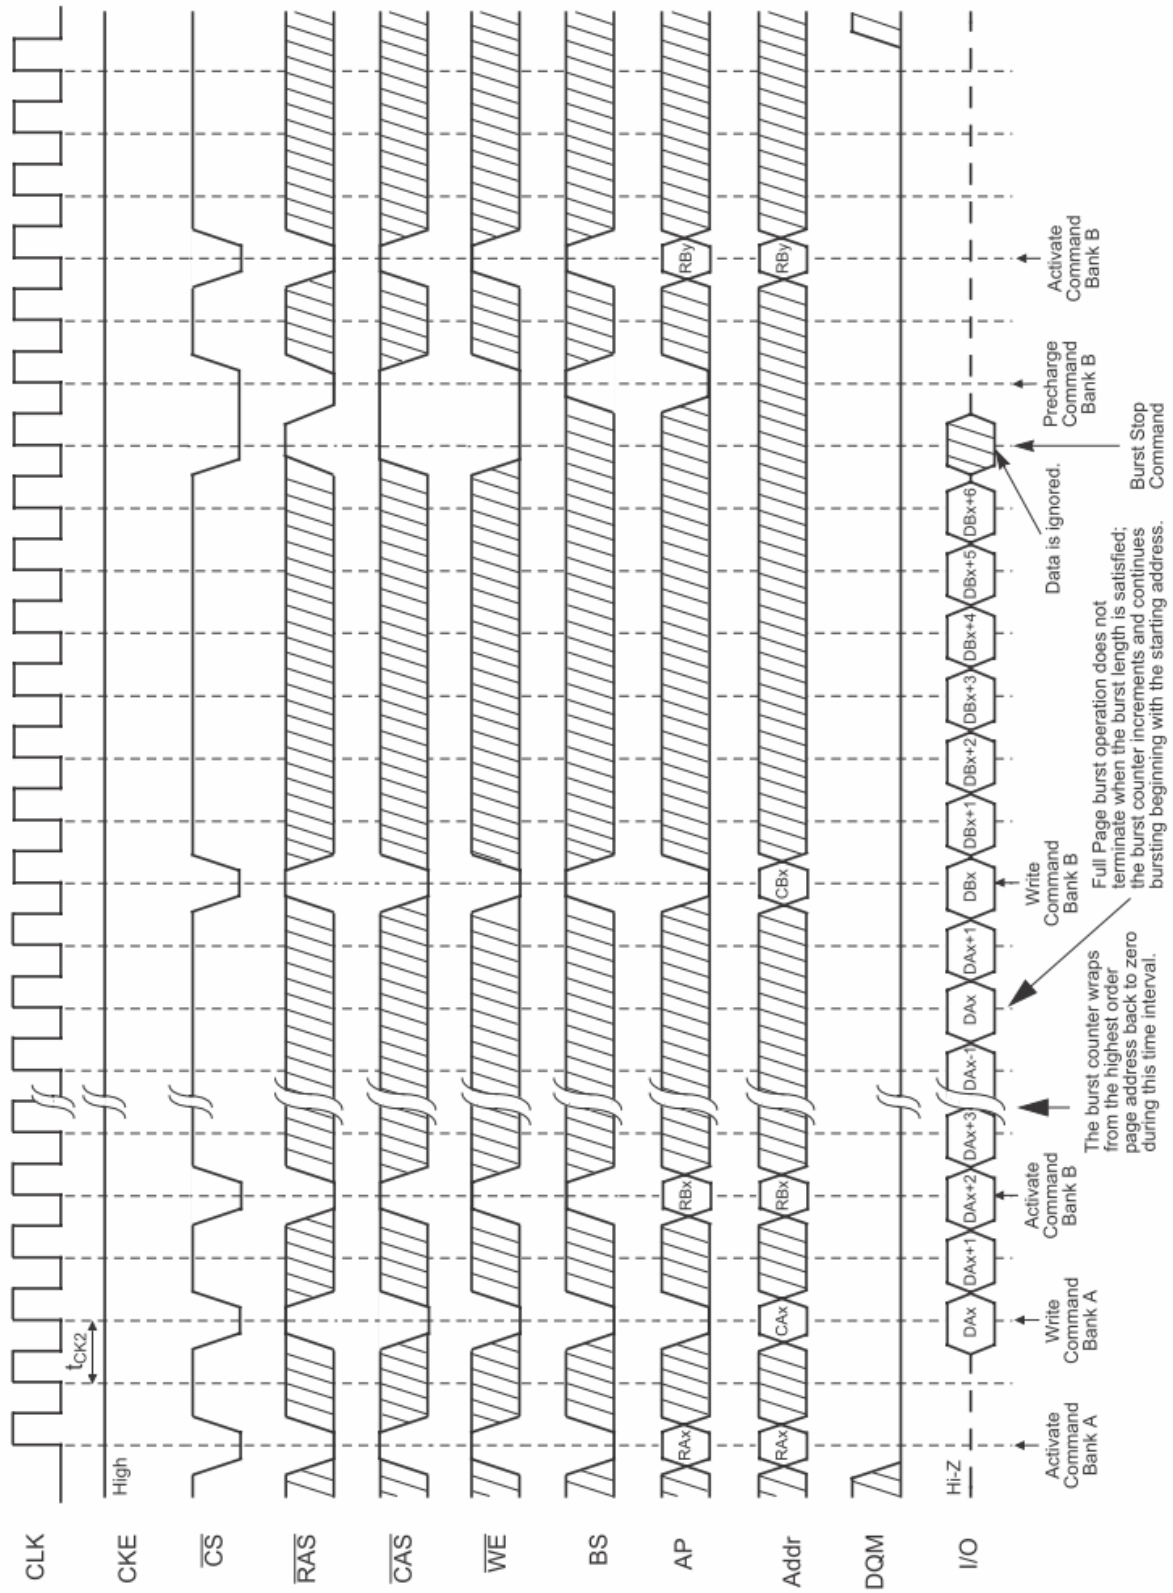 CLK
CKE
High
tCK2
CS
RAS
CAS
WE
BS
AP
RAx
RBx
RBy
Addr
RAx
CAx
RBx
CBx
RBy
DQM
I/O
Hi-Z
DAx
DAx+1
DAx+2
DAx+3
DAx-1
DAx
DAx+1
DBx
DBx+1
DBx+2
DBx+3
DBx+4
DBx+5
DBx+6
Activate
Command
Bank A
Write
Command
Bank A
Activate
Command
Bank B
The burst counter wraps
from the highest order
page address back to zero
during this time interval.
Write
Command
Bank B
Full Page burst operation does not
terminate when the burst length is satisfied;
the burst counter increments and continues
bursting beginning with the starting address.
Data is ignored.
Burst Stop
Command
Precharge
Command
Bank B
Activate
Command
Bank B